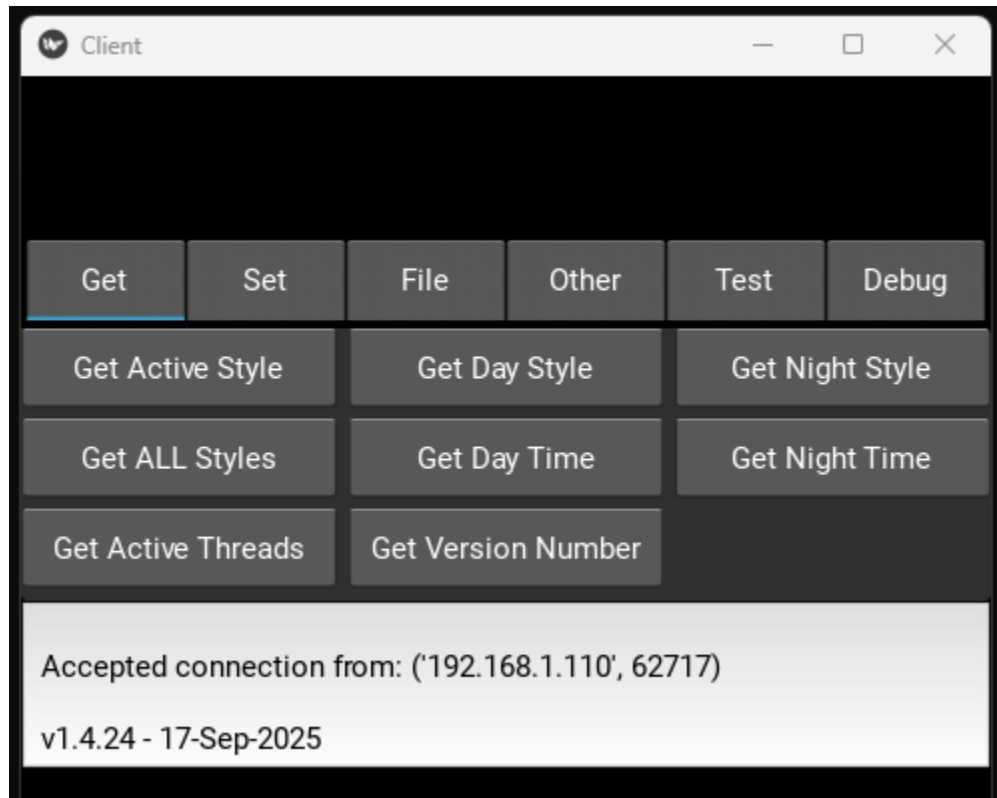 Client
Get Set File Other Test Debug
Get Active Style Get Day Style Get Night Style
Get ALL Styles Get Day Time Get Night Time
Get Active Threads Get Version Number
Accepted connection from: ('192.168.1.110', 62717)
v1.4.24 - 17-Sep-2025